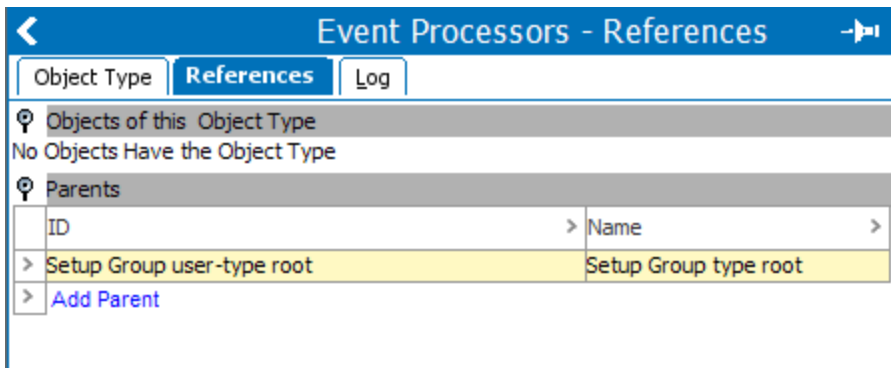 Event Processors - References
Object Type References Log
Objects of this Object Type
No Objects Have the Object Type
Parents
ID > Name >
> Setup Group user-type root Setup Group type root
> Add Parent